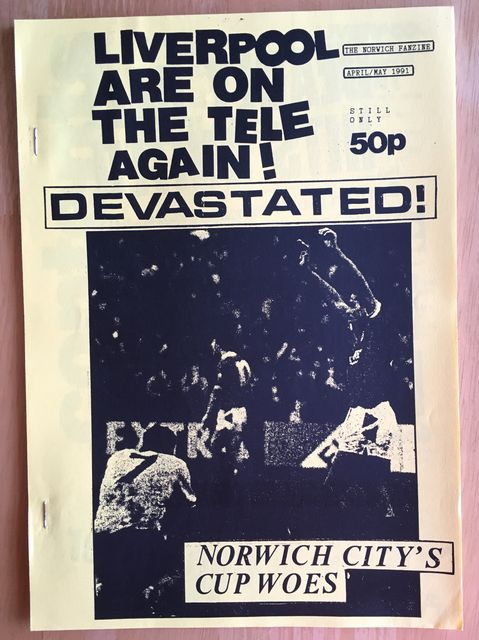 LIVERPOOL
ARE ON
THE TELE
AGAIN!
THE NORWICH FANZINE
APRIL/MAY 1991
STILL
ONLY
50p
DEVASTATED!
7
NORWICH CITY'S
CUP WOES